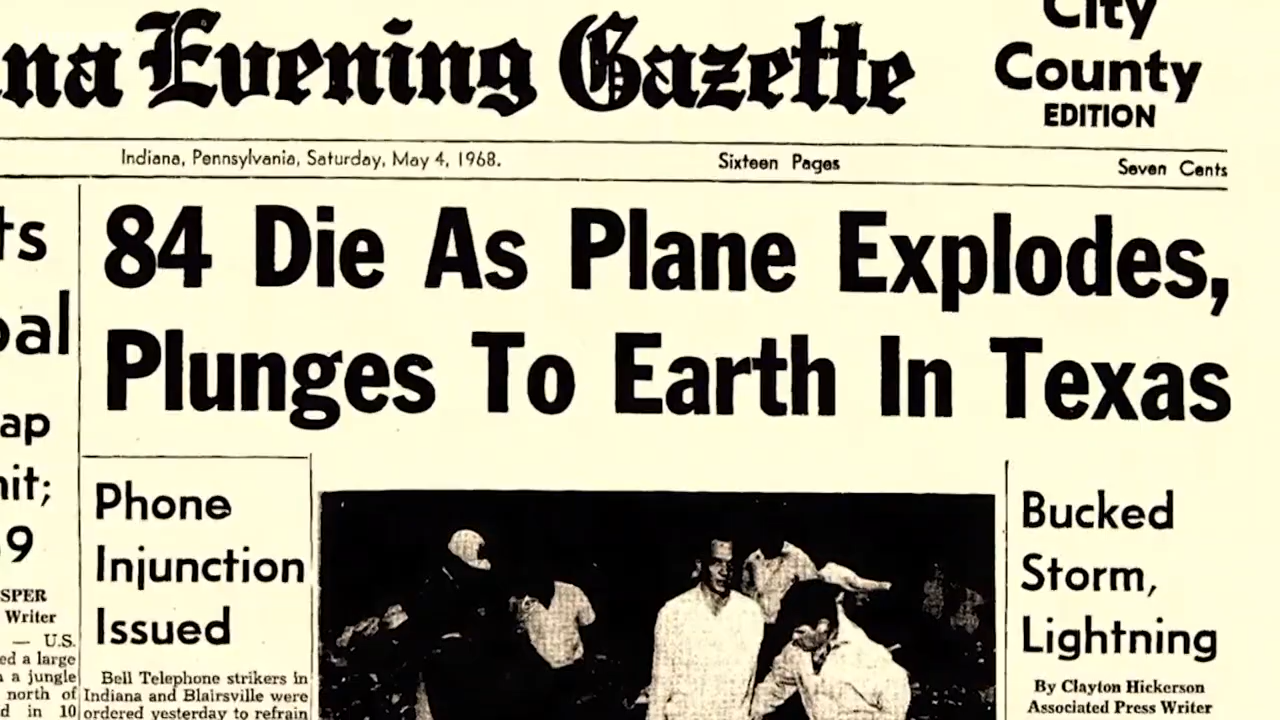 na Evening Gazette
City
County
EDITION
Indiana, Pennsylvania, Saturday, May 4, 1968. Sixteen Pages Seven Cents
84 Die As Plane Explodes,
Plunges To Earth In Texas
ts
oal
ap
nit;
9
SPER
Writer
— U.S.
ed a large
a jungle
north of
d in 10
Phone
Injunction
Issued
Bell Telephone strikers in
Indiana and Blairsville were
ordered yesterday to refrain
Bucked
Storm,
Lightning
By Clayton Hickerson
Associated Press Writer